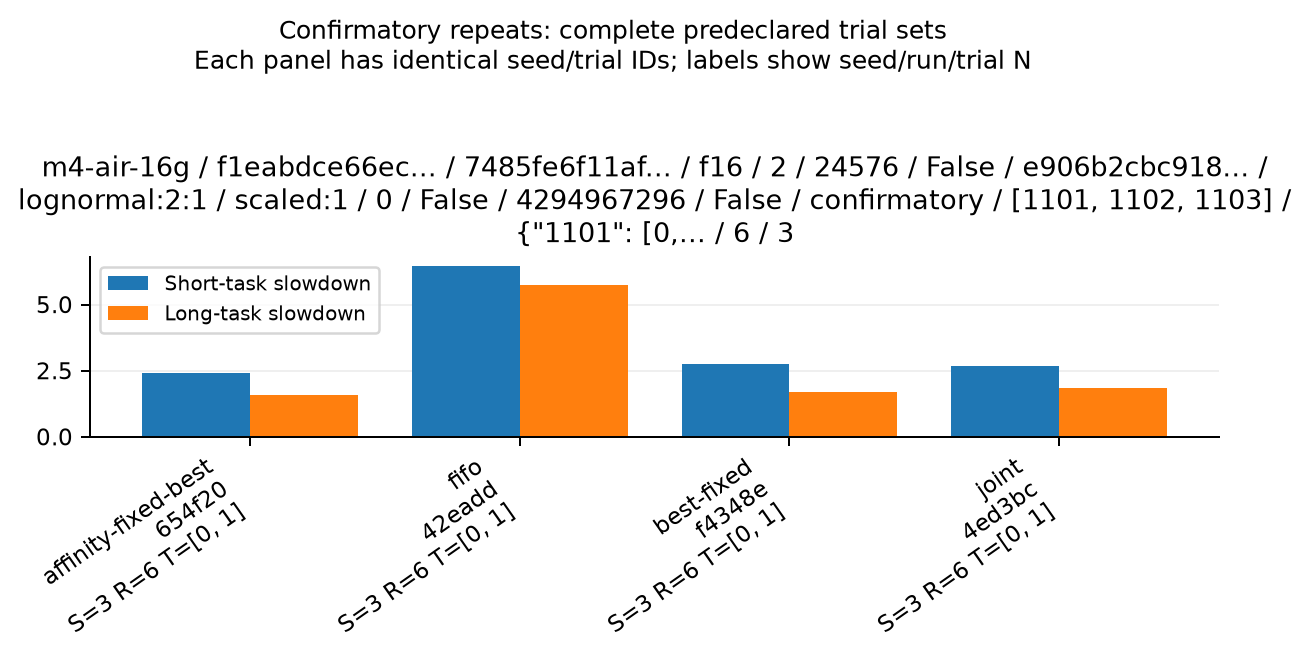 Confirmatory repeats: complete predeclared trial sets
Each panel has identical seed/trial IDs; labels show seed/run/trial N
m4-air-16g / f1eabdce66ec... / 7485fe6f11af... / f16 / 2 / 24576 / False / e906b2cbc918... /
lognormal:2:1 / scaled:1 / 0 / False / 4294967296 / False / confirmatory / [1101, 1102, 1103] /
{"1101": [0,... / 6 / 3
Short-task slowdown
Long-task slowdown
5.0
2.5
0.0
affinity-fixed-best
654f20
S=3 R=6 T=[0, 1]
fifo
42eadd
S=3 R=6 T=[0, 1]
best-fixed
f4348e
S=3 R=6 T=[0, 1]
joint
4ed3bc
S=3 R=6 T=[0, 1]